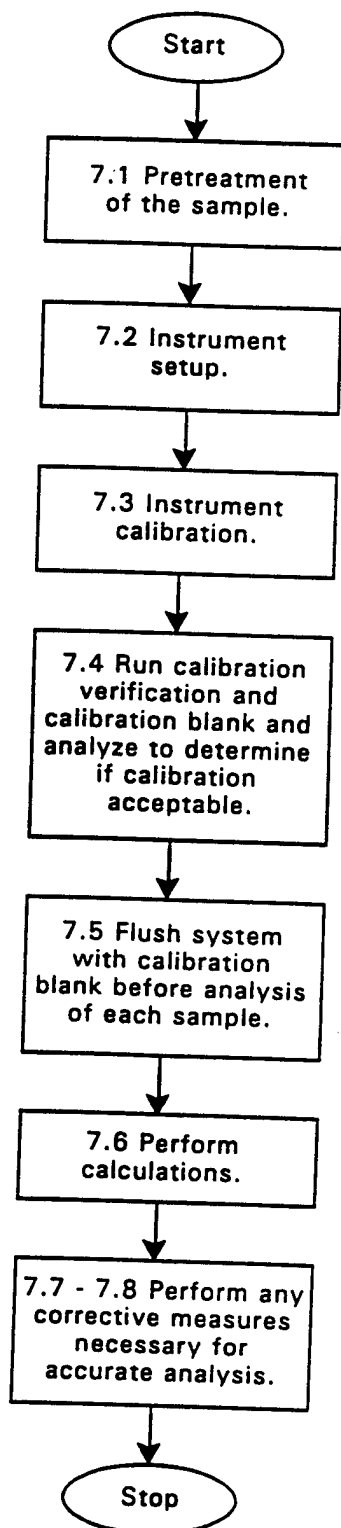 Start
7.1 Pretreatment
of the sample.
7.2 Instrument
setup.
7.3 Instrument
calibration.
7.4 Run calibration
verification and
calibration blank and
analyze to determine
if calibration
acceptable.
7.5 Flush system
with calibration
blank before analysis
of each sample.
7.6 Perform
calculations.
7.7 - 7.8 Perform any
corrective measures
necessary for
accurate analysis.
Stop